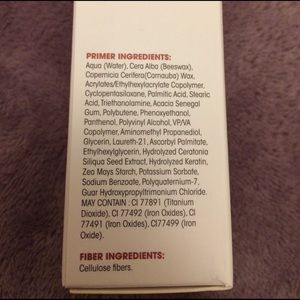 PRIMER INGREDIENTS:
Aqua (Water), Cera Alba (Beeswax),
Copernicia Cerifera(Carnauba) Wax,
Acrylates/Ethylhexylacrylate Copolymer,
Cyclopentasiloxane, Palmitic Acid, Stearic
Acid, Triethanolamine, Acacia Senegal
Gum, Polybutene, Phenoxyethanol,
Panthenol, Polyvinyl Alcohol, VP/VA
Copolymer, Aminomethyl Propanediol,
Glycerin, Laureth-21, Ascorbyl Palmitate,
Ethylhexylglycerin, Hydrolyzed Ceratonia
Siliqua Seed Extract, Hydrolyzed Keratin,
Zea Mays Starch, Potassium Sorbate,
Sodium Benzoate, Polyquaternium-7,
Guar Hydroxypropyltrimonium Chloride.
MAY CONTAIN : CI 77891 (Titanium
Dioxide), CI 77492 (Iron Oxides), CI
77491 (Iron Oxides), CI77499 (Iron
Oxide).
FIBER INGREDIENTS:
Cellulose fibers.